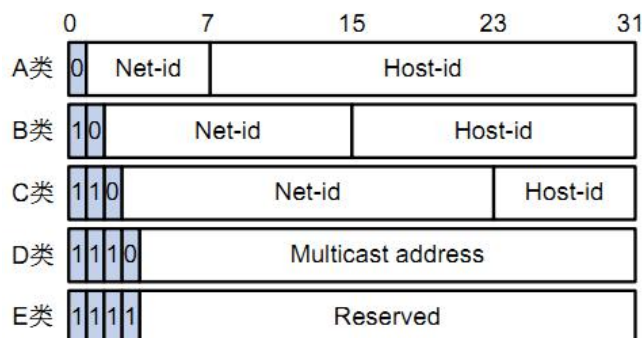 0 7 15 23 31
A类 0 Net-id Host-id
B类 1 0 Net-id Host-id
C类 1 1 0 Net-id Host-id
D类 1 1 1 0 Multicast address
E类 1 1 1 1 Reserved